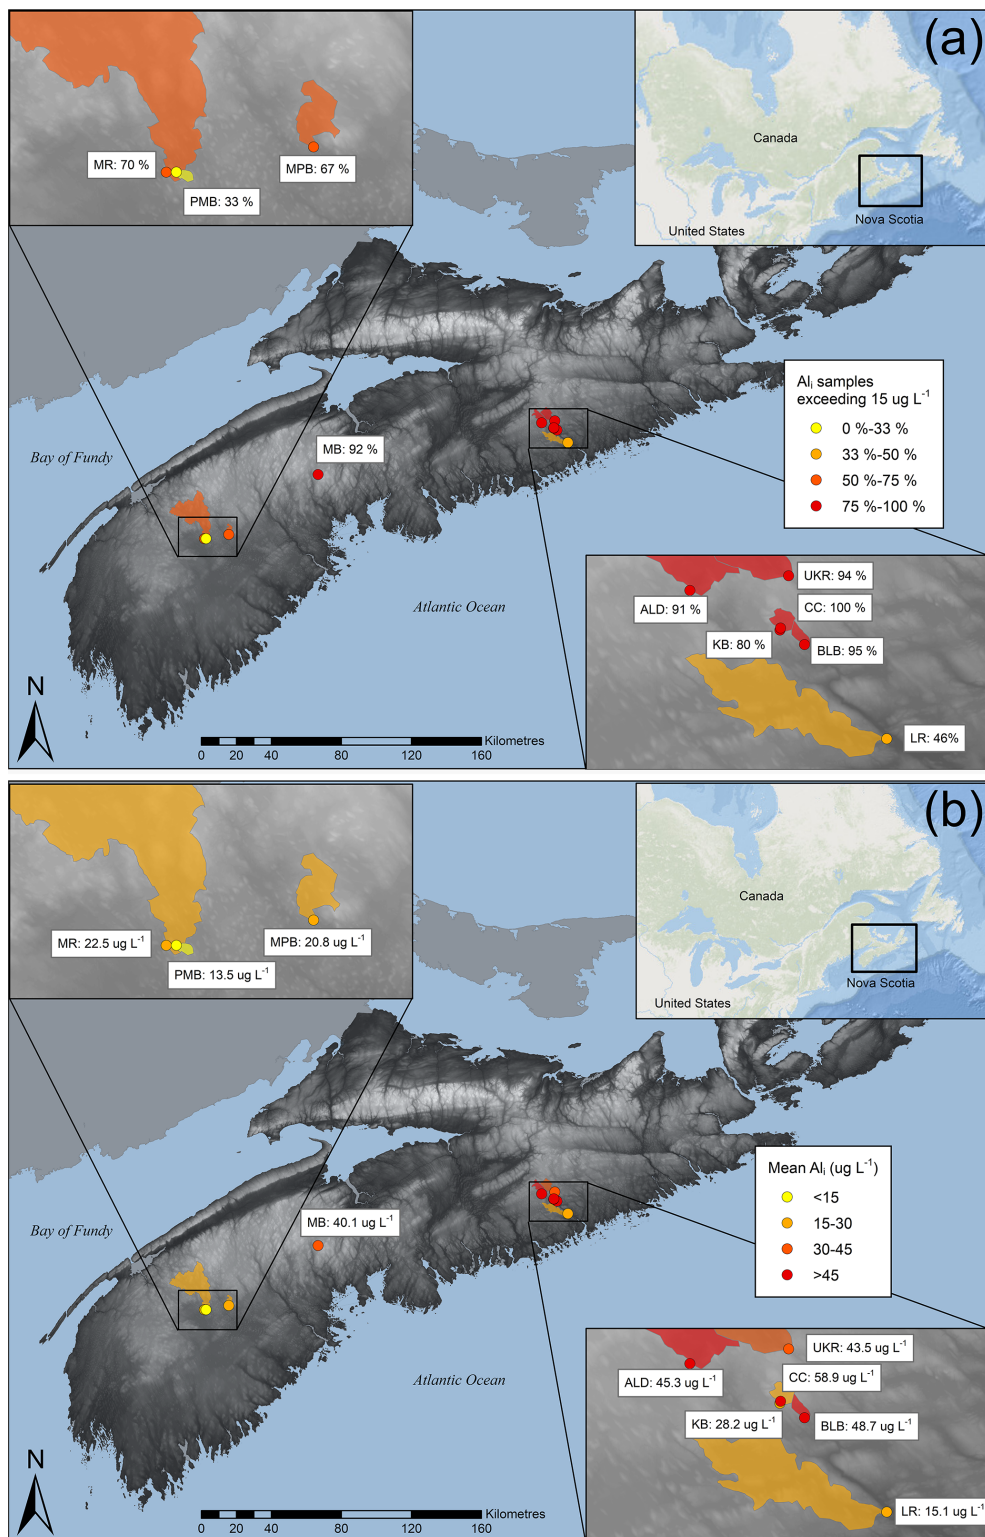 (a)
MR: 70 %
MPB: 67 %
PMB: 33 %
Canada
United States
Nova Scotia
Al i samples
exceeding 15 ug L-1
0 %-33 %
33 %-50 %
50 %-75 %
75 %-100 %
MB: 92 %
Bay of Fundy
Atlantic Ocean
UKR: 94 %
ALD: 91 %
CC: 100 %
KB: 80 %
BLB: 95 %
LR: 46%
N
Kilometres
0 20 40 80 120 160
(b)
MR: 22.5 ug L-1
MPB: 20.8 ug L-1
PMB: 13.5 ug L-1
Canada
United States
Nova Scotia
Mean Al i (ug L-1)
<15
15-30
30-45
>45
MB: 40.1 ug L-1
Bay of Fundy
Atlantic Ocean
UKR: 43.5 ug L-1
ALD: 45.3 ug L-1
CC: 58.9 ug L-1
KB: 28.2 ug L-1
BLB: 48.7 ug L-1
LR: 15.1 ug L-1
N
Kilometres
0 20 40 80 120 160